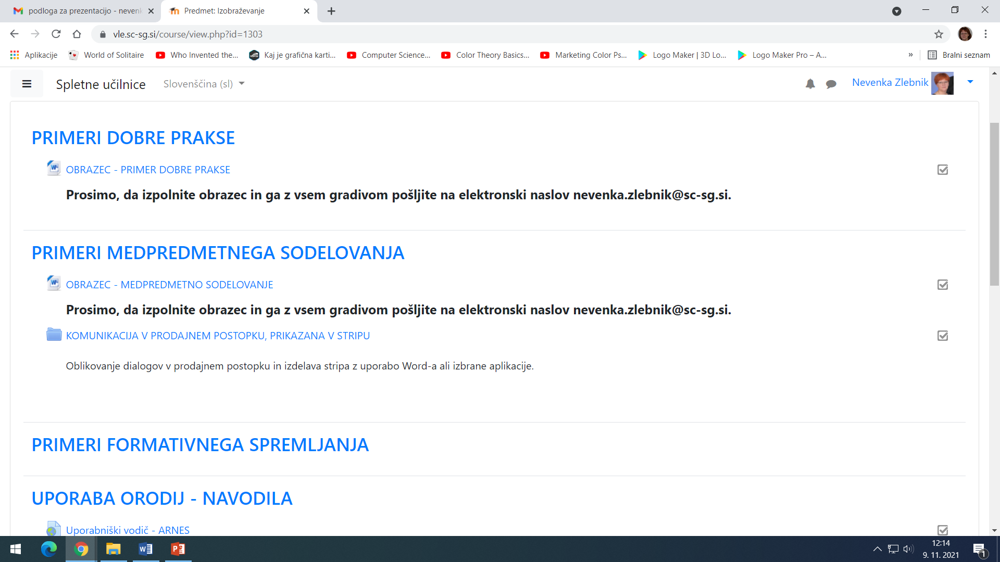 podloga za prezentacijo - nevenk
Predmet: Izobraževanje
vle.sc-sg.si/course/view.php?id=1303
Aplikacije
World of Solitaire
Who Invented the...
Kaj je grafična karti...
Computer Science...
Color Theory Basics...
Marketing Color Ps...
Logo Maker | 3D Lo...
Logo Maker Pro – A...
»
Bralni seznam
Spletne učilnice
Slovenščina (sl)
Nevenka Zlebnik
PRIMERI DOBRE PRAKSE
OBRAZEC - PRIMER DOBRE PRAKSE
Prosimo, da izpolnite obrazec in ga z vsem gradivom pošljite na elektronski naslov nevenka.zlebnik@sc-sg.si.
PRIMERI MEDPREDMETNEGA SODELOVANJA
OBRAZEC - MEDPREDMETNO SODELOVANJE
Prosimo, da izpolnite obrazec in ga z vsem gradivom pošljite na elektronski naslov nevenka.zlebnik@sc-sg.si.
KOMUNIKACIJA V PRODAJNEM POSTOPKU, PRIKAZANA V STRIPU
Oblikovanje dialogov v prodajnem postopku in izdelava stripa z uporabo Word-a ali izbrane aplikacije.
PRIMERI FORMATIVNEGA SPREMLJANJA
UPORABA ORODIJ - NAVODILA
Uporabniški vodič - ARNES
12:14
9. 11. 2021
1